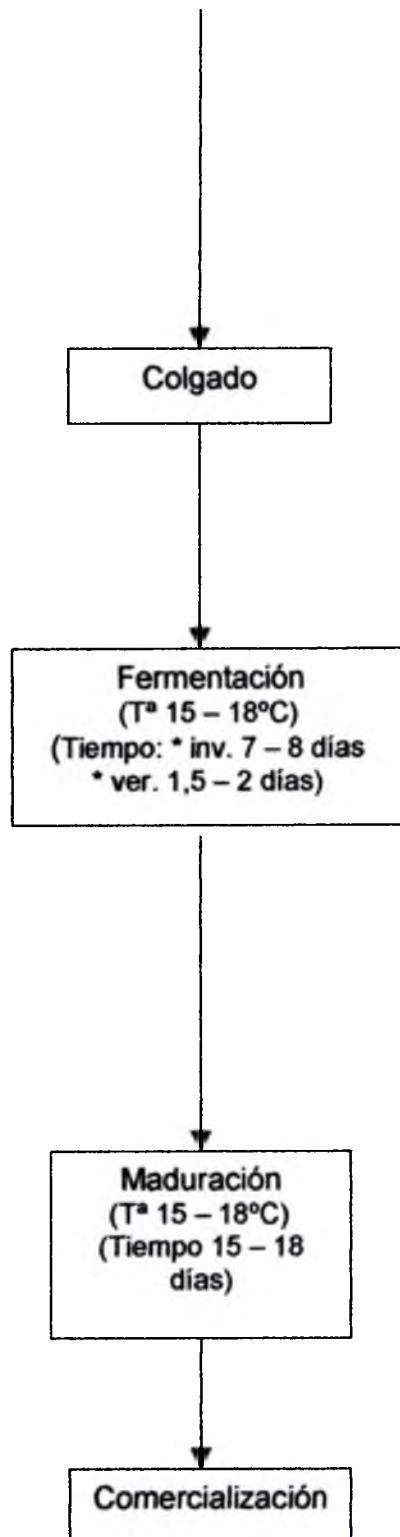 Colgado
Fermentación
(Tª 15 – 18ºC)
(Tiempo: * inv. 7 – 8 días
* ver. 1,5 – 2 días)
Maduración
(Tª 15 – 18ºC)
(Tiempo 15 – 18
días)
Comercialización